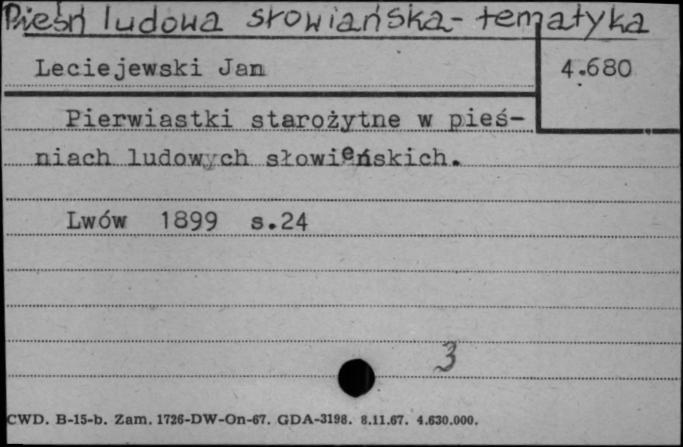 Pieśń ludowa słowiańska - tematyka
Leciejewski Jan 4.680
Pierwiastki starożytne w pieś-
niach ludowych słowieńskich.
Lwów 1899 s.24
3
CWD. B-15-b. Zam. 1726-DW-On-67. GDA-3198. 8.11.67. 4.630.000.